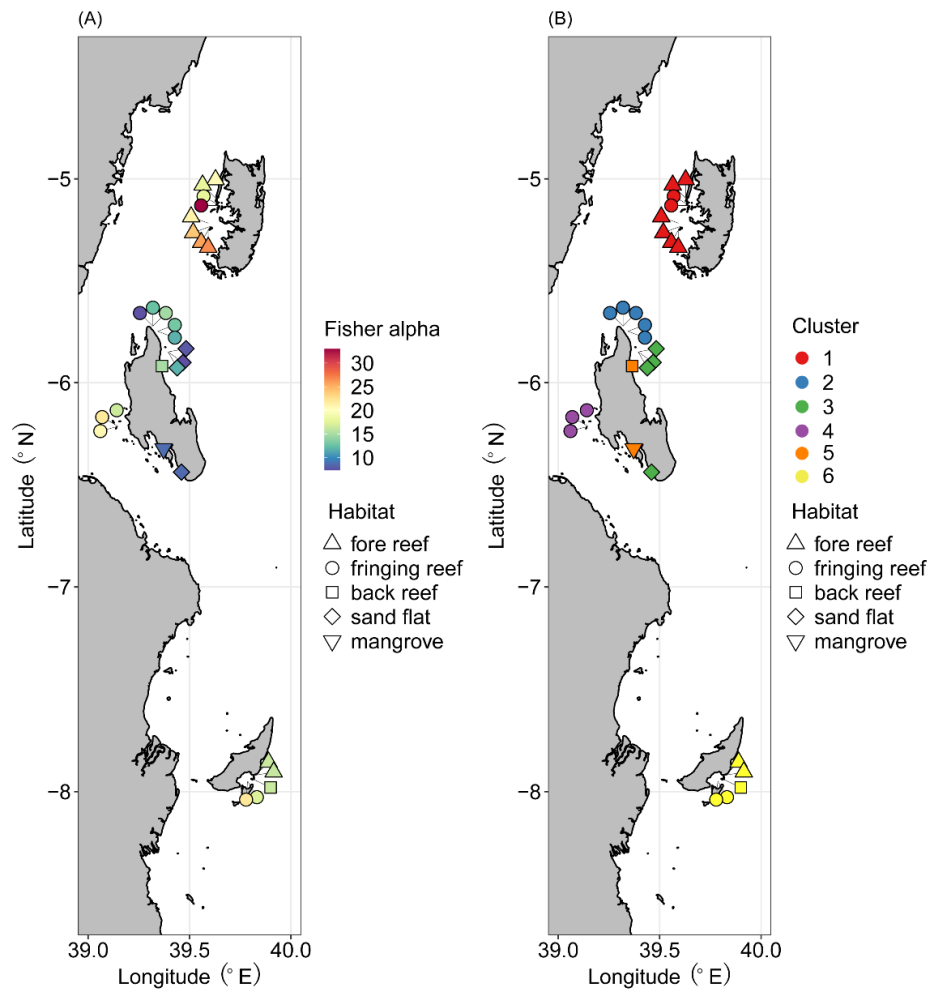 (A)
(B)
−5
−6
−7
−8
39.0
39.5
40.0
Latitude (° N)
Longitude (° E)
Fisher alpha
30
25
20
15
10
Habitat
fore reef
fringing reef
back reef
sand flat
mangrove
−5
−6
−7
−8
39.0
39.5
40.0
Latitude (° N)
Longitude (° E)
Cluster
1
2
3
4
5
6
Habitat
fore reef
fringing reef
back reef
sand flat
mangrove